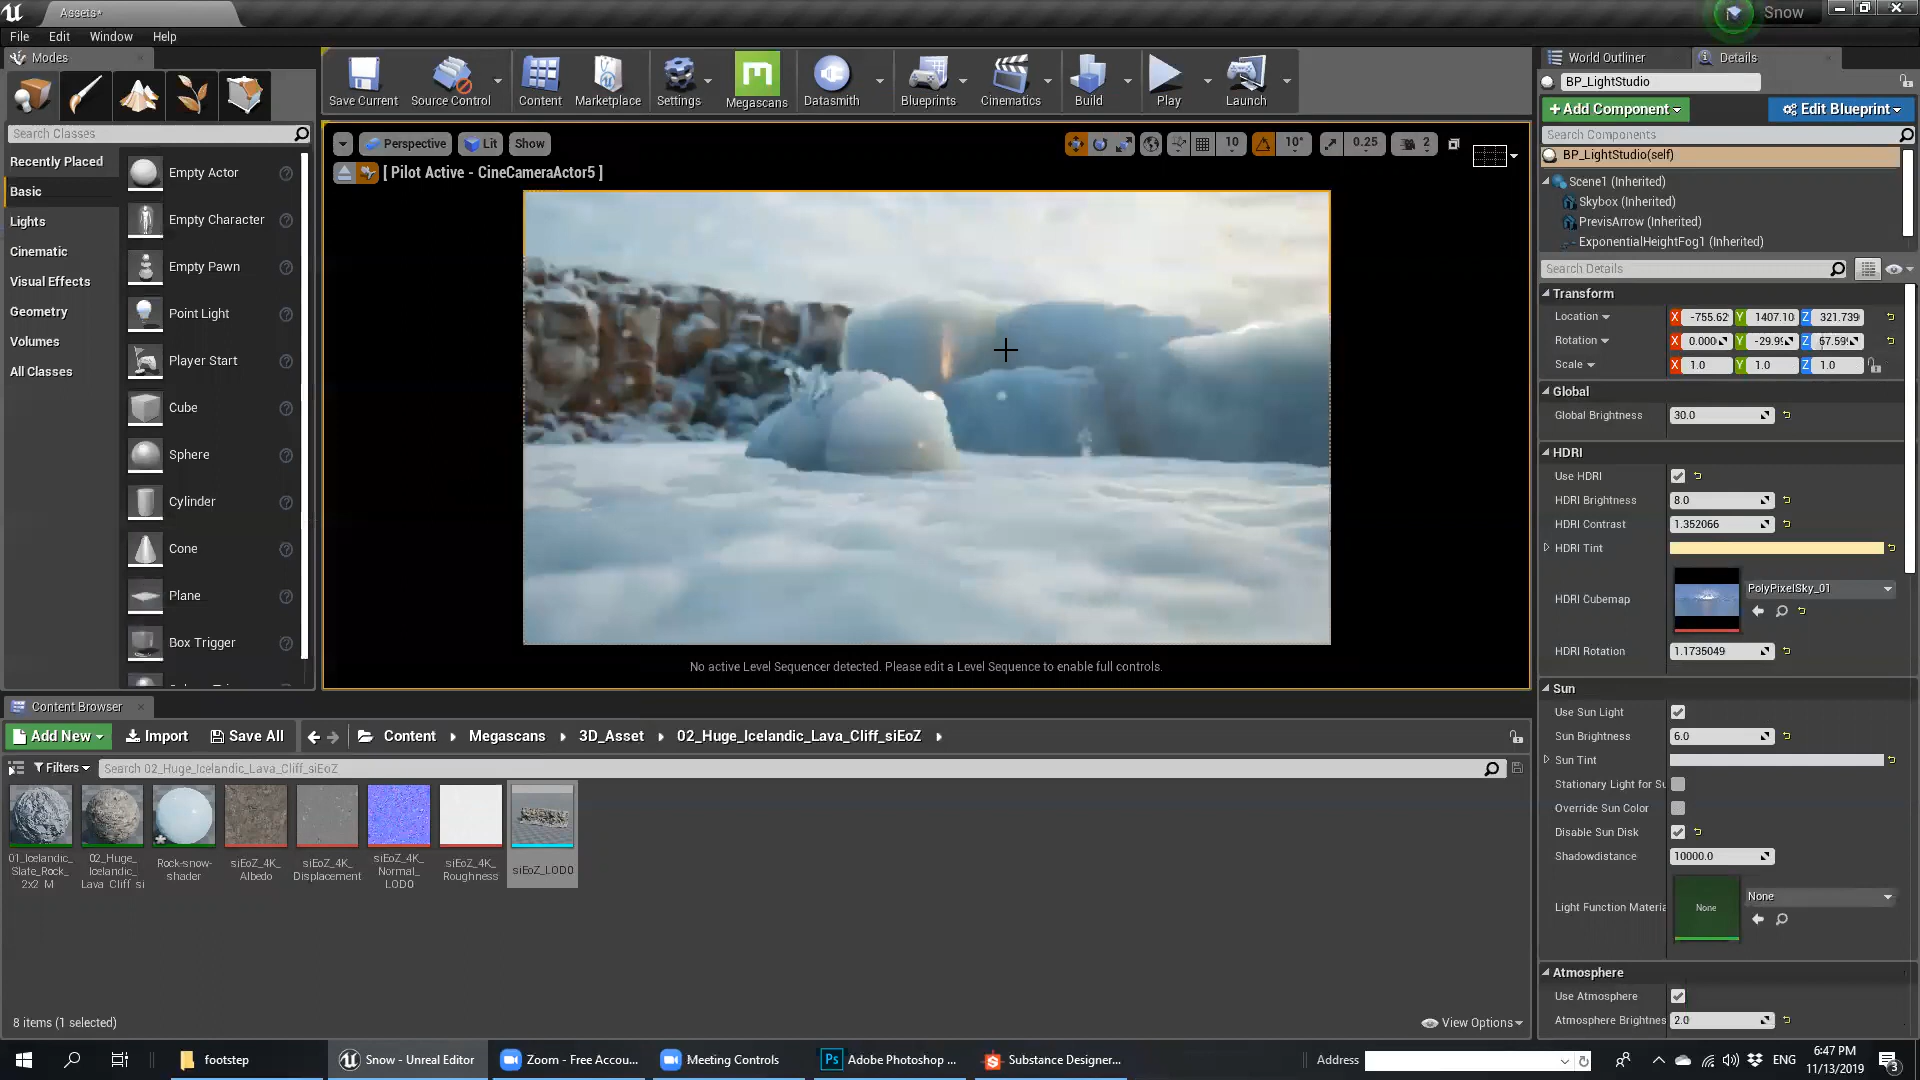 Assets*
Snow
File Edit Window Help
Modes
Search Classes
Recently Placed
Basic
Lights
Cinematic
Visual Effects
Geometry
Volumes
All Classes
Empty Actor
Empty Character
Empty Pawn
Point Light
Player Start
Cube
Sphere
Cylinder
Cone
Plane
Box Trigger
Save Current Source Control Content Marketplace Settings Megascans Datasmith Blueprints Cinematics Build Play Launch
Perspective Lit Show
10 10° 0.25 2
[ Pilot Active - CineCameraActor5 ]
No active Level Sequencer detected. Please edit a Level Sequence to enable full controls.
World Outliner Details
BP_LightStudio
+Add Component Edit Blueprint
Search Components
BP_LightStudio(self)
Scene1 (Inherited)
Skybox (Inherited)
PrevisArrow (Inherited)
ExponentialHeightFog1 (Inherited)
Search Details
Transform
Location X -755.62 Y 1407.10 Z 321.739
Rotation X 0.000 Y -29.99 Z 67.59
Scale X 1.0 Y 1.0 Z 1.0
Global
Global Brightness 30.0
HDRI
Use HDRI
HDRI Brightness 8.0
HDRI Contrast 1.352066
HDRI Tint
HDRI Cubemap PolyPixelSky_01
HDRI Rotation 1.1735049
Sun
Use Sun Light
Sun Brightness 6.0
Sun Tint
Stationary Light for Su
Override Sun Color
Disable Sun Disk
Shadowdistance 10000.0
Light Function Materia None None
Atmosphere
Use Atmosphere
Atmosphere Brightnes 2.0
Content Browser
Add New Import Save All Content Megascans 3D_Asset 02_Huge_Icelandic_Lava_Cliff_siEoZ
Filters Search 02_Huge_Icelandic_Lava_Cliff_siEoZ
01_Icelandic_
Slate_Rock_
2x2_M
02_Huge_
Icelandic_
Lava_Cliff_si
Rock-snow-
shader
siEoZ_4K_
Albedo
siEoZ_4K_
Displacement
siEoZ_4K_
Normal_
LOD0
siEoZ_4K_
Roughness
siEoZ_LOD0
8 items (1 selected)
View Options
footstep
Snow - Unreal Editor
Zoom - Free Accou...
Meeting Controls
Ps Adobe Photoshop ...
Substance Designer...
Address
ENG
6:47 PM
11/13/2019
3